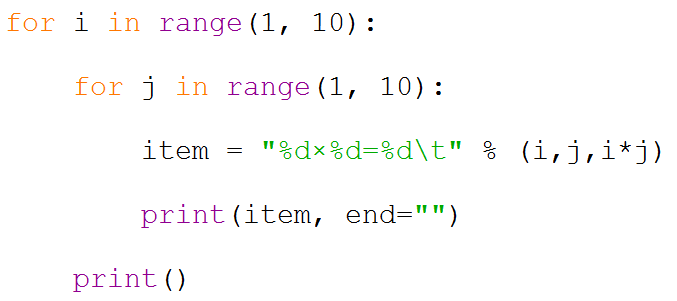 for i in range(1, 10):
    for j in range(1, 10):
        item = "%d×%d=%d\t" % (i,j,i*j)
        print(item, end="")
    print()